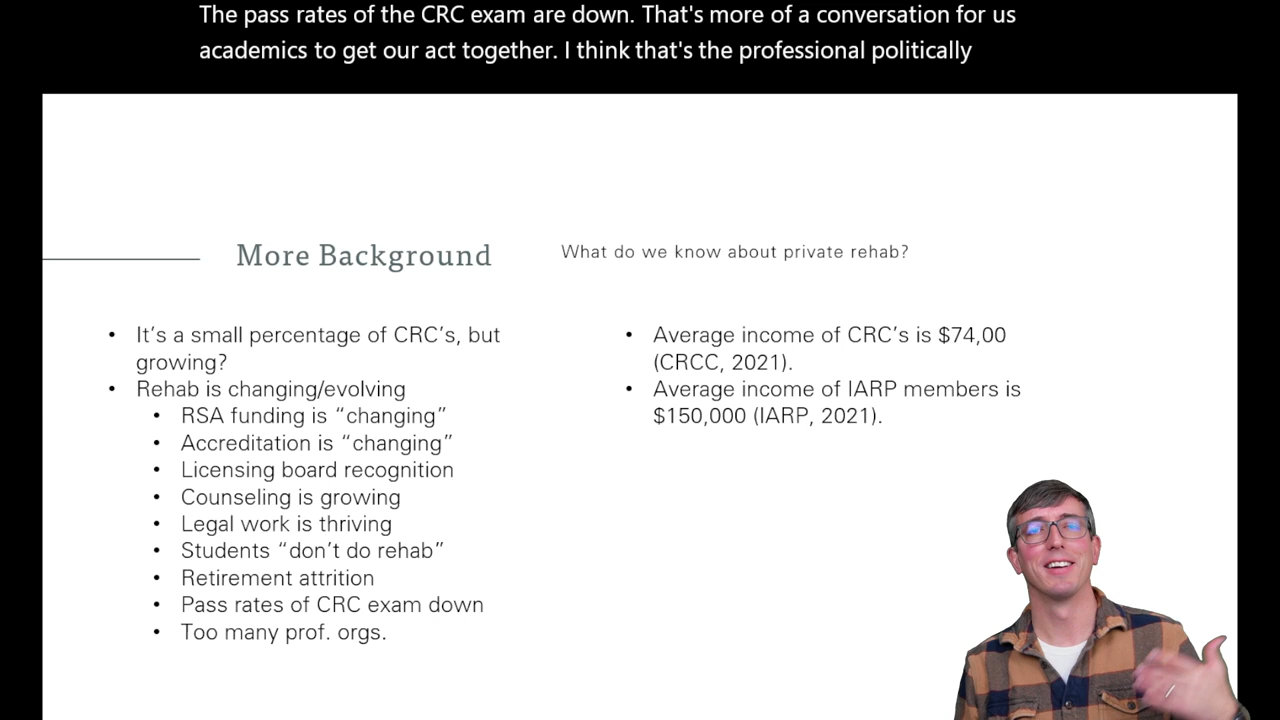 The pass rates of the CRC exam are down. That's more of a conversation for us
academics to get our act together. I think that's the professional politically
More Background
What do we know about private rehab?
• It's a small percentage of CRC's, but
growing?
• Rehab is changing/evolving
• RSA funding is “changing”
• Accreditation is “changing”
• Licensing board recognition
• Counseling is growing
• Legal work is thriving
• Students “don't do rehab”
• Retirement attrition
• Pass rates of CRC exam down
• Too many prof. orgs.
• Average income of CRC's is $74,00
(CRCC, 2021).
• Average income of IARP members is
$150,000 (IARP, 2021).